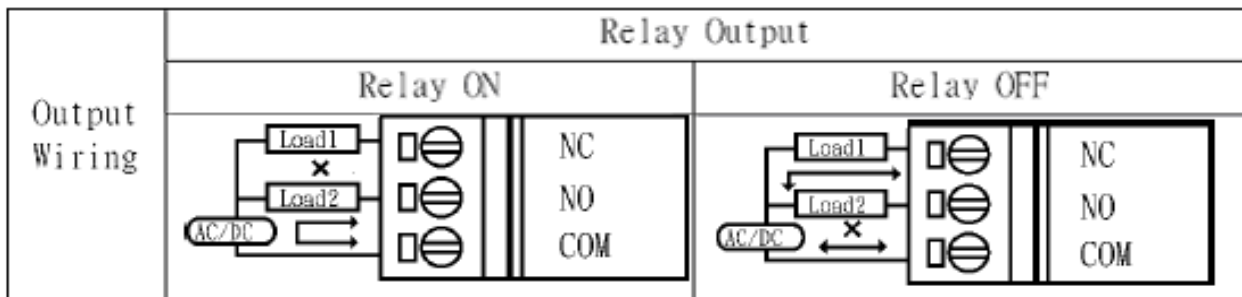 Relay Output
Relay ON
Relay OFF
Output
Wiring
Load1
×
Load2
AC/DC
NC
NO
COM
Load1
Load2
×
AC/DC
NC
NO
COM